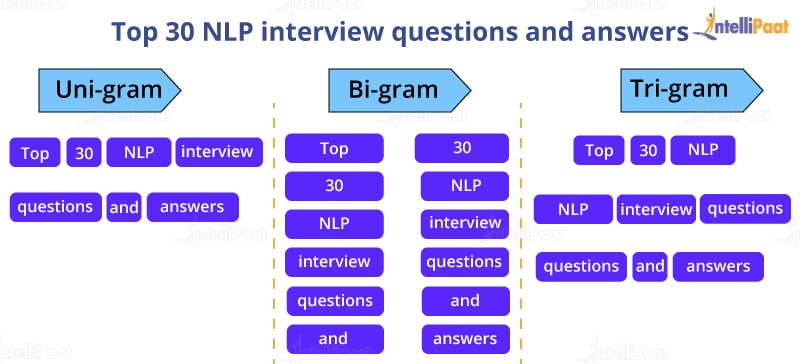 Top 30 NLP interview questions and answers
intelliPaat
Uni-gram
Top 30 NLP interview
questions and answers
Bi-gram
Top 30
30 NLP
NLP interview
interview questions
questions and
and answers
Tri-gram
Top 30 NLP
NLP interview questions
questions and answers